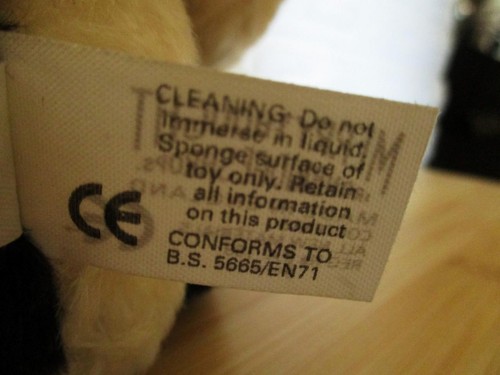 CLEANING: Do not
immerse in liquid.
Sponge surface of
toy only. Retain
all information
on this product
CE
CONFORMS TO
B.S. 5665/EN71